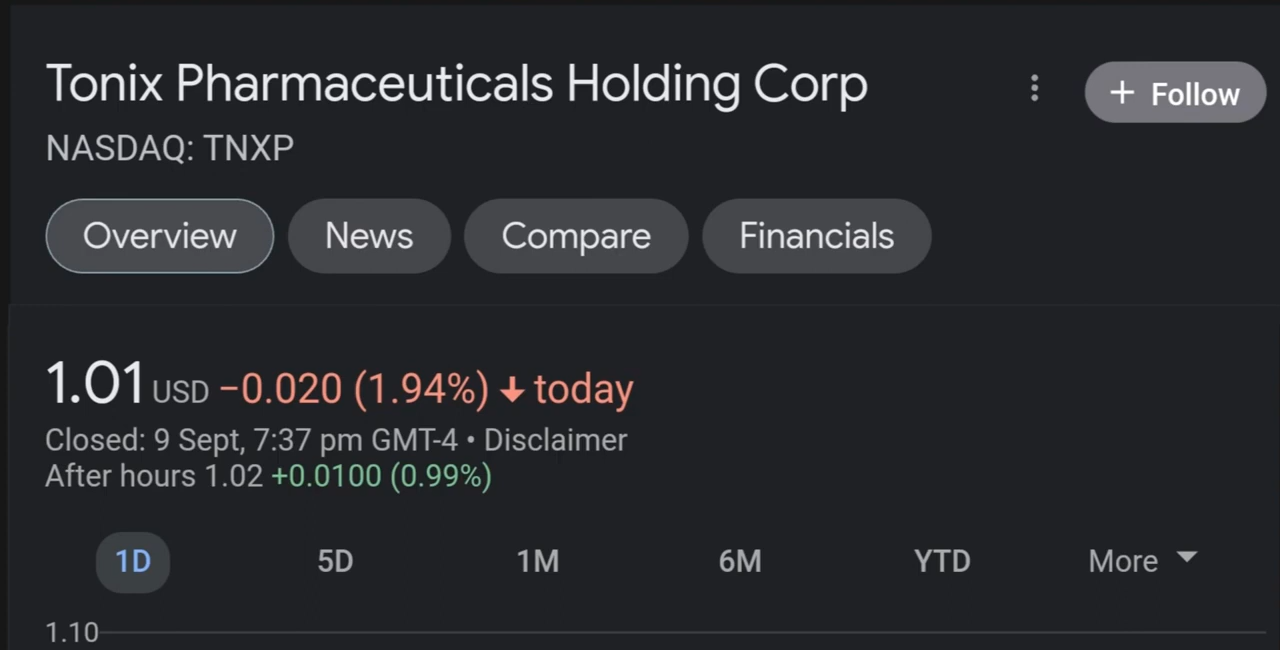 Tonix Pharmaceuticals Holding Corp
+ Follow
NASDAQ: TNXP
Overview News Compare Financials
1.01 USD −0.020 (1.94%) ↓ today
Closed: 9 Sept, 7:37 pm GMT-4 • Disclaimer
After hours 1.02 +0.0100 (0.99%)
1D 5D 1M 6M YTD More
1.10